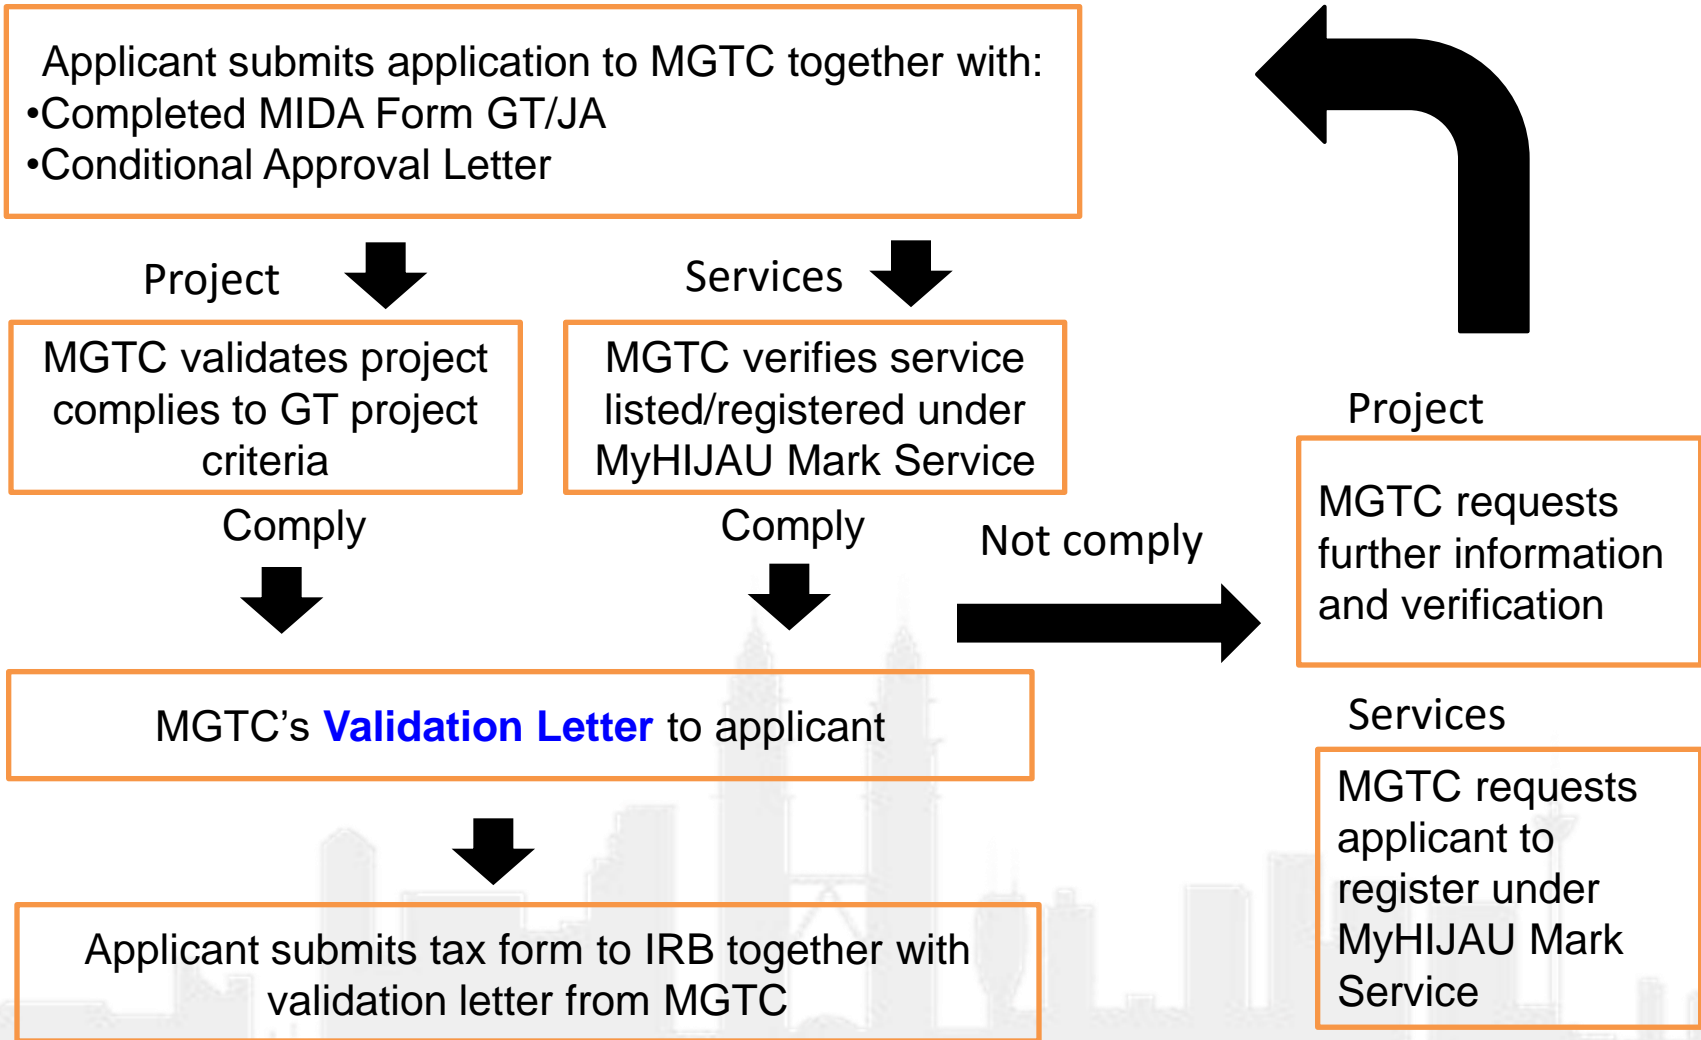 Applicant submits application to MGTC together with:
•Completed MIDA Form GT/JA
•Conditional Approval Letter
Project
Services
MGTC validates project
complies to GT project
criteria
MGTC verifies service
listed/registered under
MyHIJAU Mark Service
Comply
Comply
Not comply
Project
MGTC requests
further information
and verification
MGTC’s Validation Letter to applicant
Services
MGTC requests
applicant to
register under
MyHIJAU Mark
Service
Applicant submits tax form to IRB together with
validation letter from MGTC